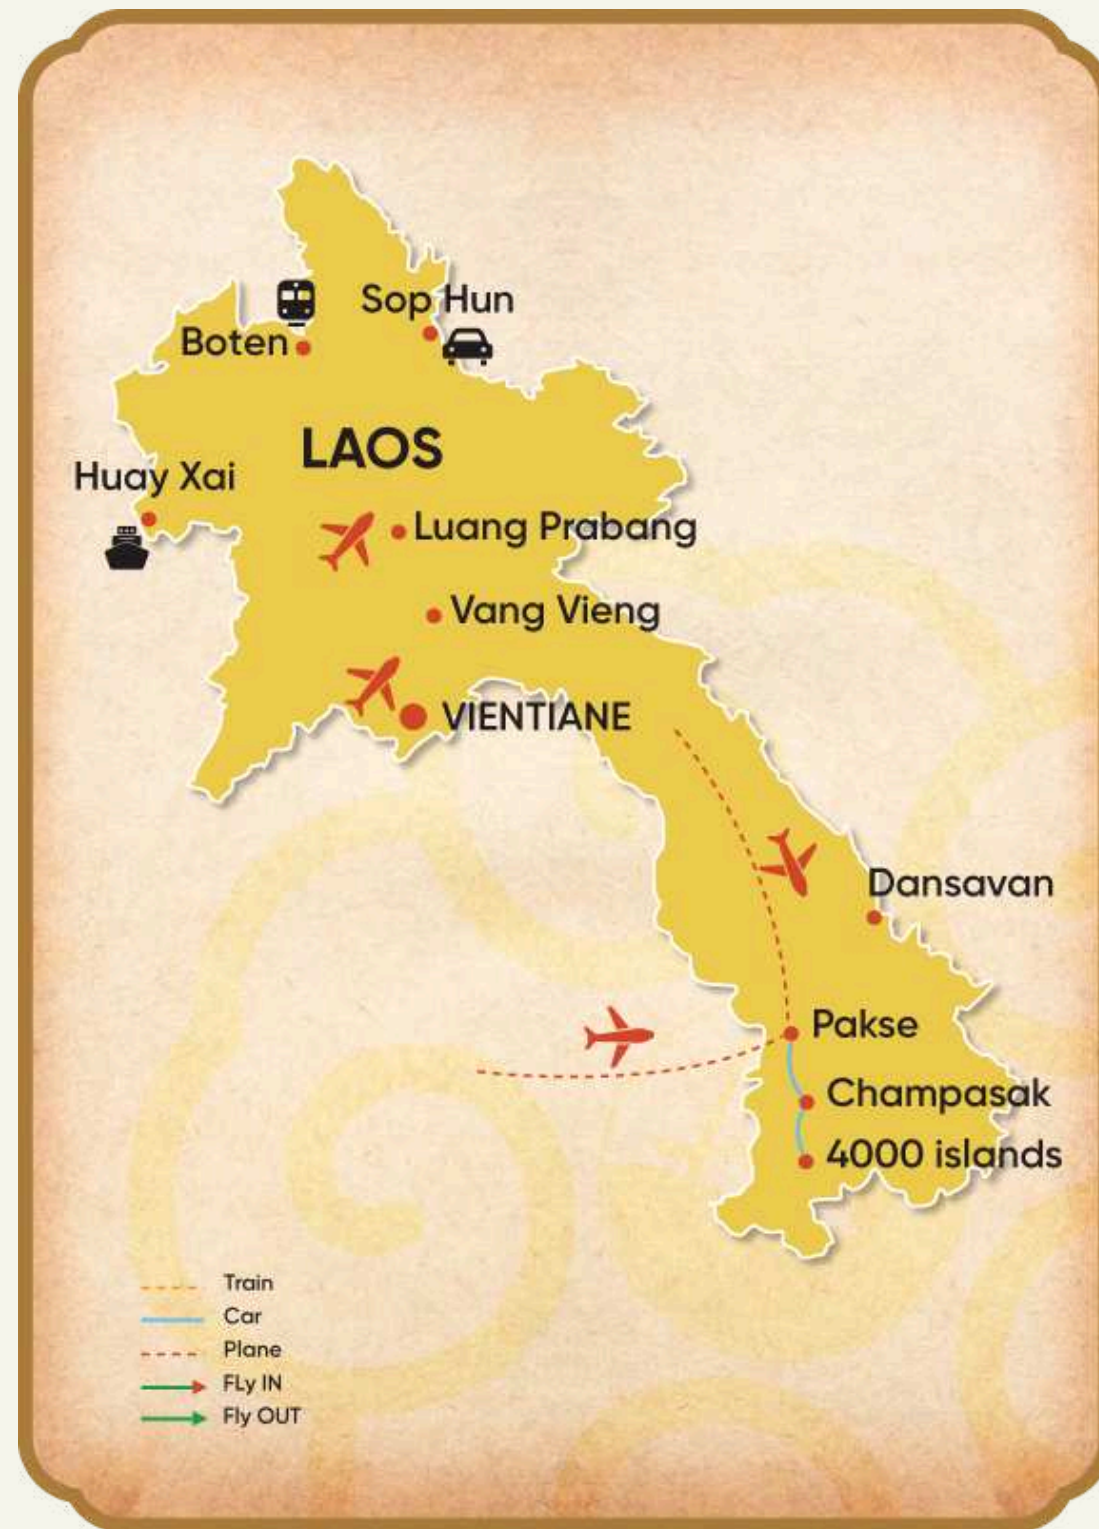 Sop Hun
Boten
LAOS
Huay Xai
Luang Prabang
Vang Vieng
VIENTIANE
Dansavan
Pakse
Champasak
4000 islands
Train
Car
Plane
FLy IN
Fly OUT